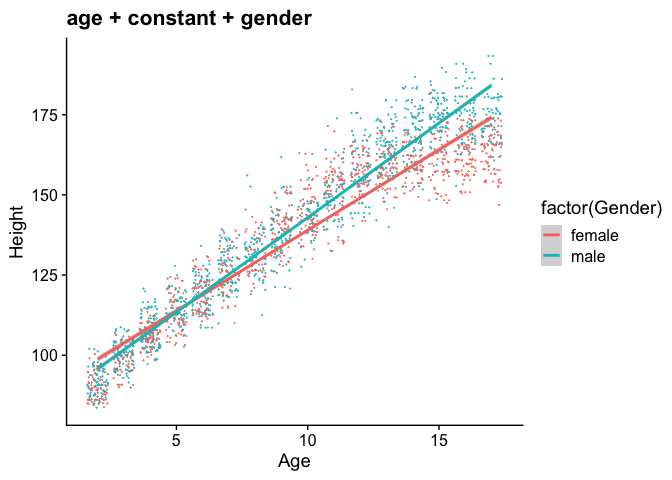 age + constant + gender
Height
175
150
125
100
5
10
15
Age
factor(Gender)
female
male